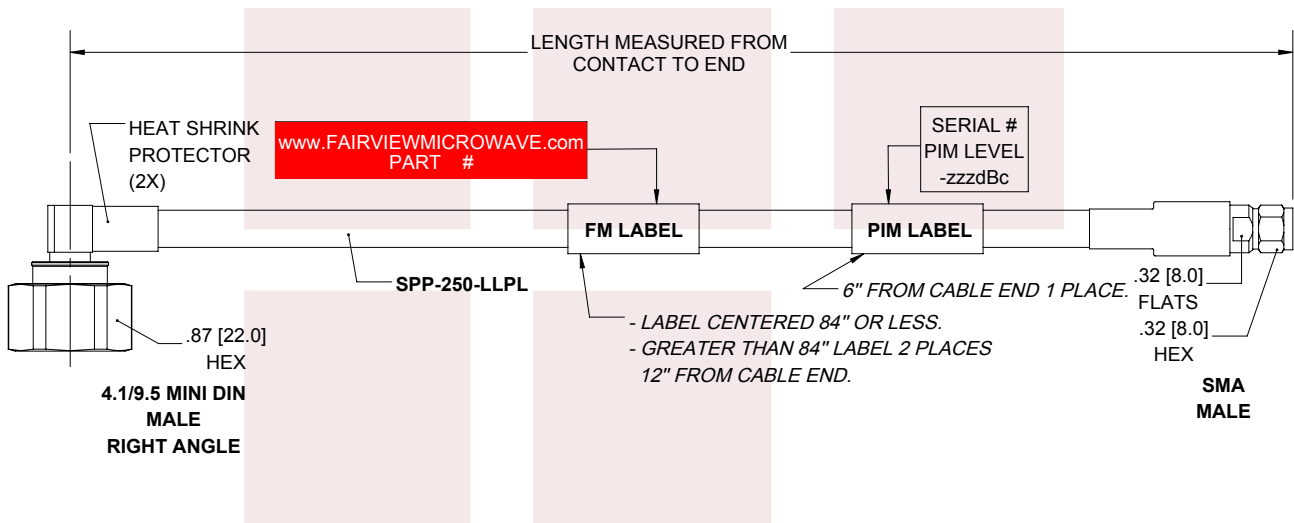 LENGTH MEASURED FROM
CONTACT TO END
HEAT SHRINK
PROTECTOR
(2X)
www.FAIRVIEWMICROWAVE.com
PART #
SERIAL #
PIM LEVEL
-zzzdBc
FM LABEL
PIM LABEL
SPP-250-LLPL
6" FROM CABLE END 1 PLACE.
.32 [8.0]
FLATS
.32 [8.0]
HEX
- LABEL CENTERED 84" OR LESS.
- GREATER THAN 84" LABEL 2 PLACES
12" FROM CABLE END.
.87 [22.0]
HEX
4.1/9.5 MINI DIN
MALE
RIGHT ANGLE
SMA
MALE